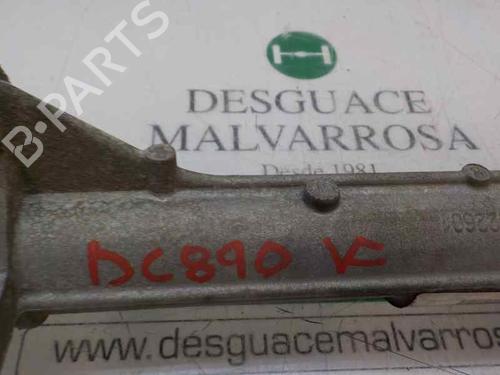 B-PARTS
DESGUACE
MALVARROSA
Desde 1981
DC890 K
www.desguacemalvarros